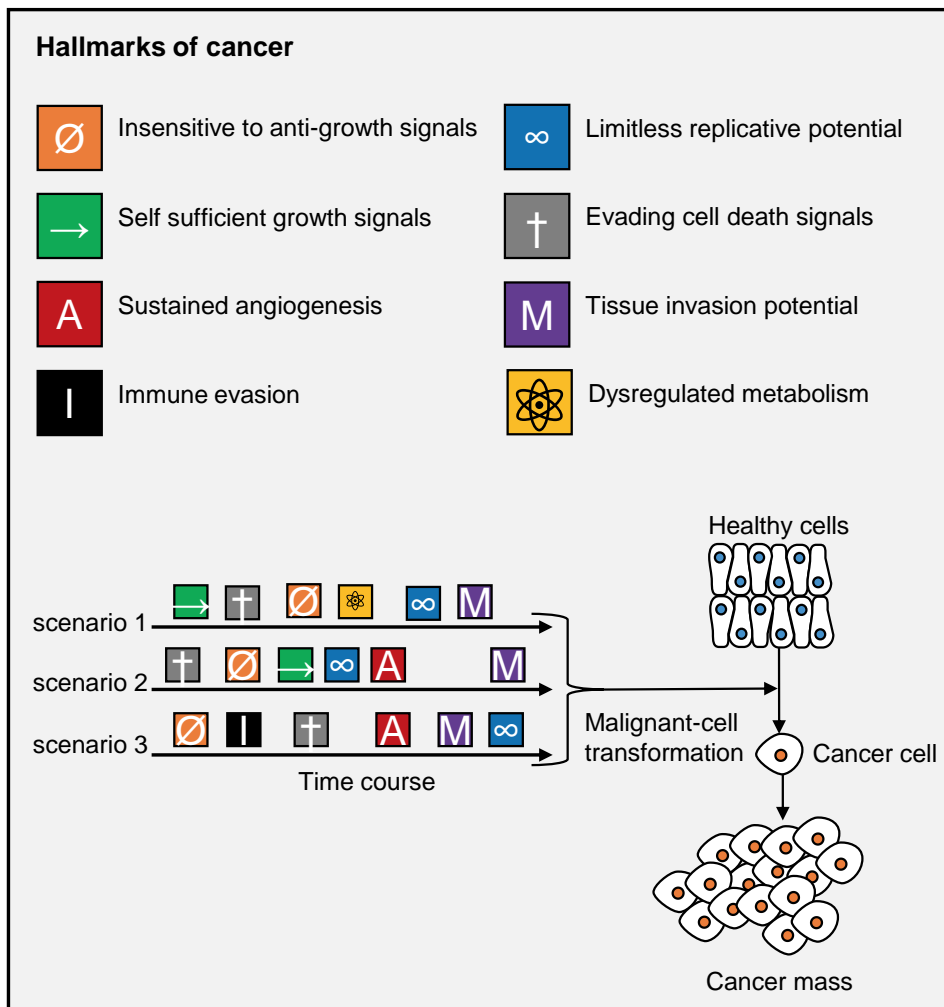 Hallmarks of cancer
Ø Insensitive to anti-growth signals
∞ Limitless replicative potential
→ Self sufficient growth signals
† Evading cell death signals
A Sustained angiogenesis
M Tissue invasion potential
I Immune evasion
Dysregulated metabolism
Healthy cells
→ † Ø ∞ M
scenario 1
† Ø → ∞ A M
scenario 2
Ø I † A M ∞
scenario 3
Malignant-cell
transformation
Cancer cell
Time course
Cancer mass